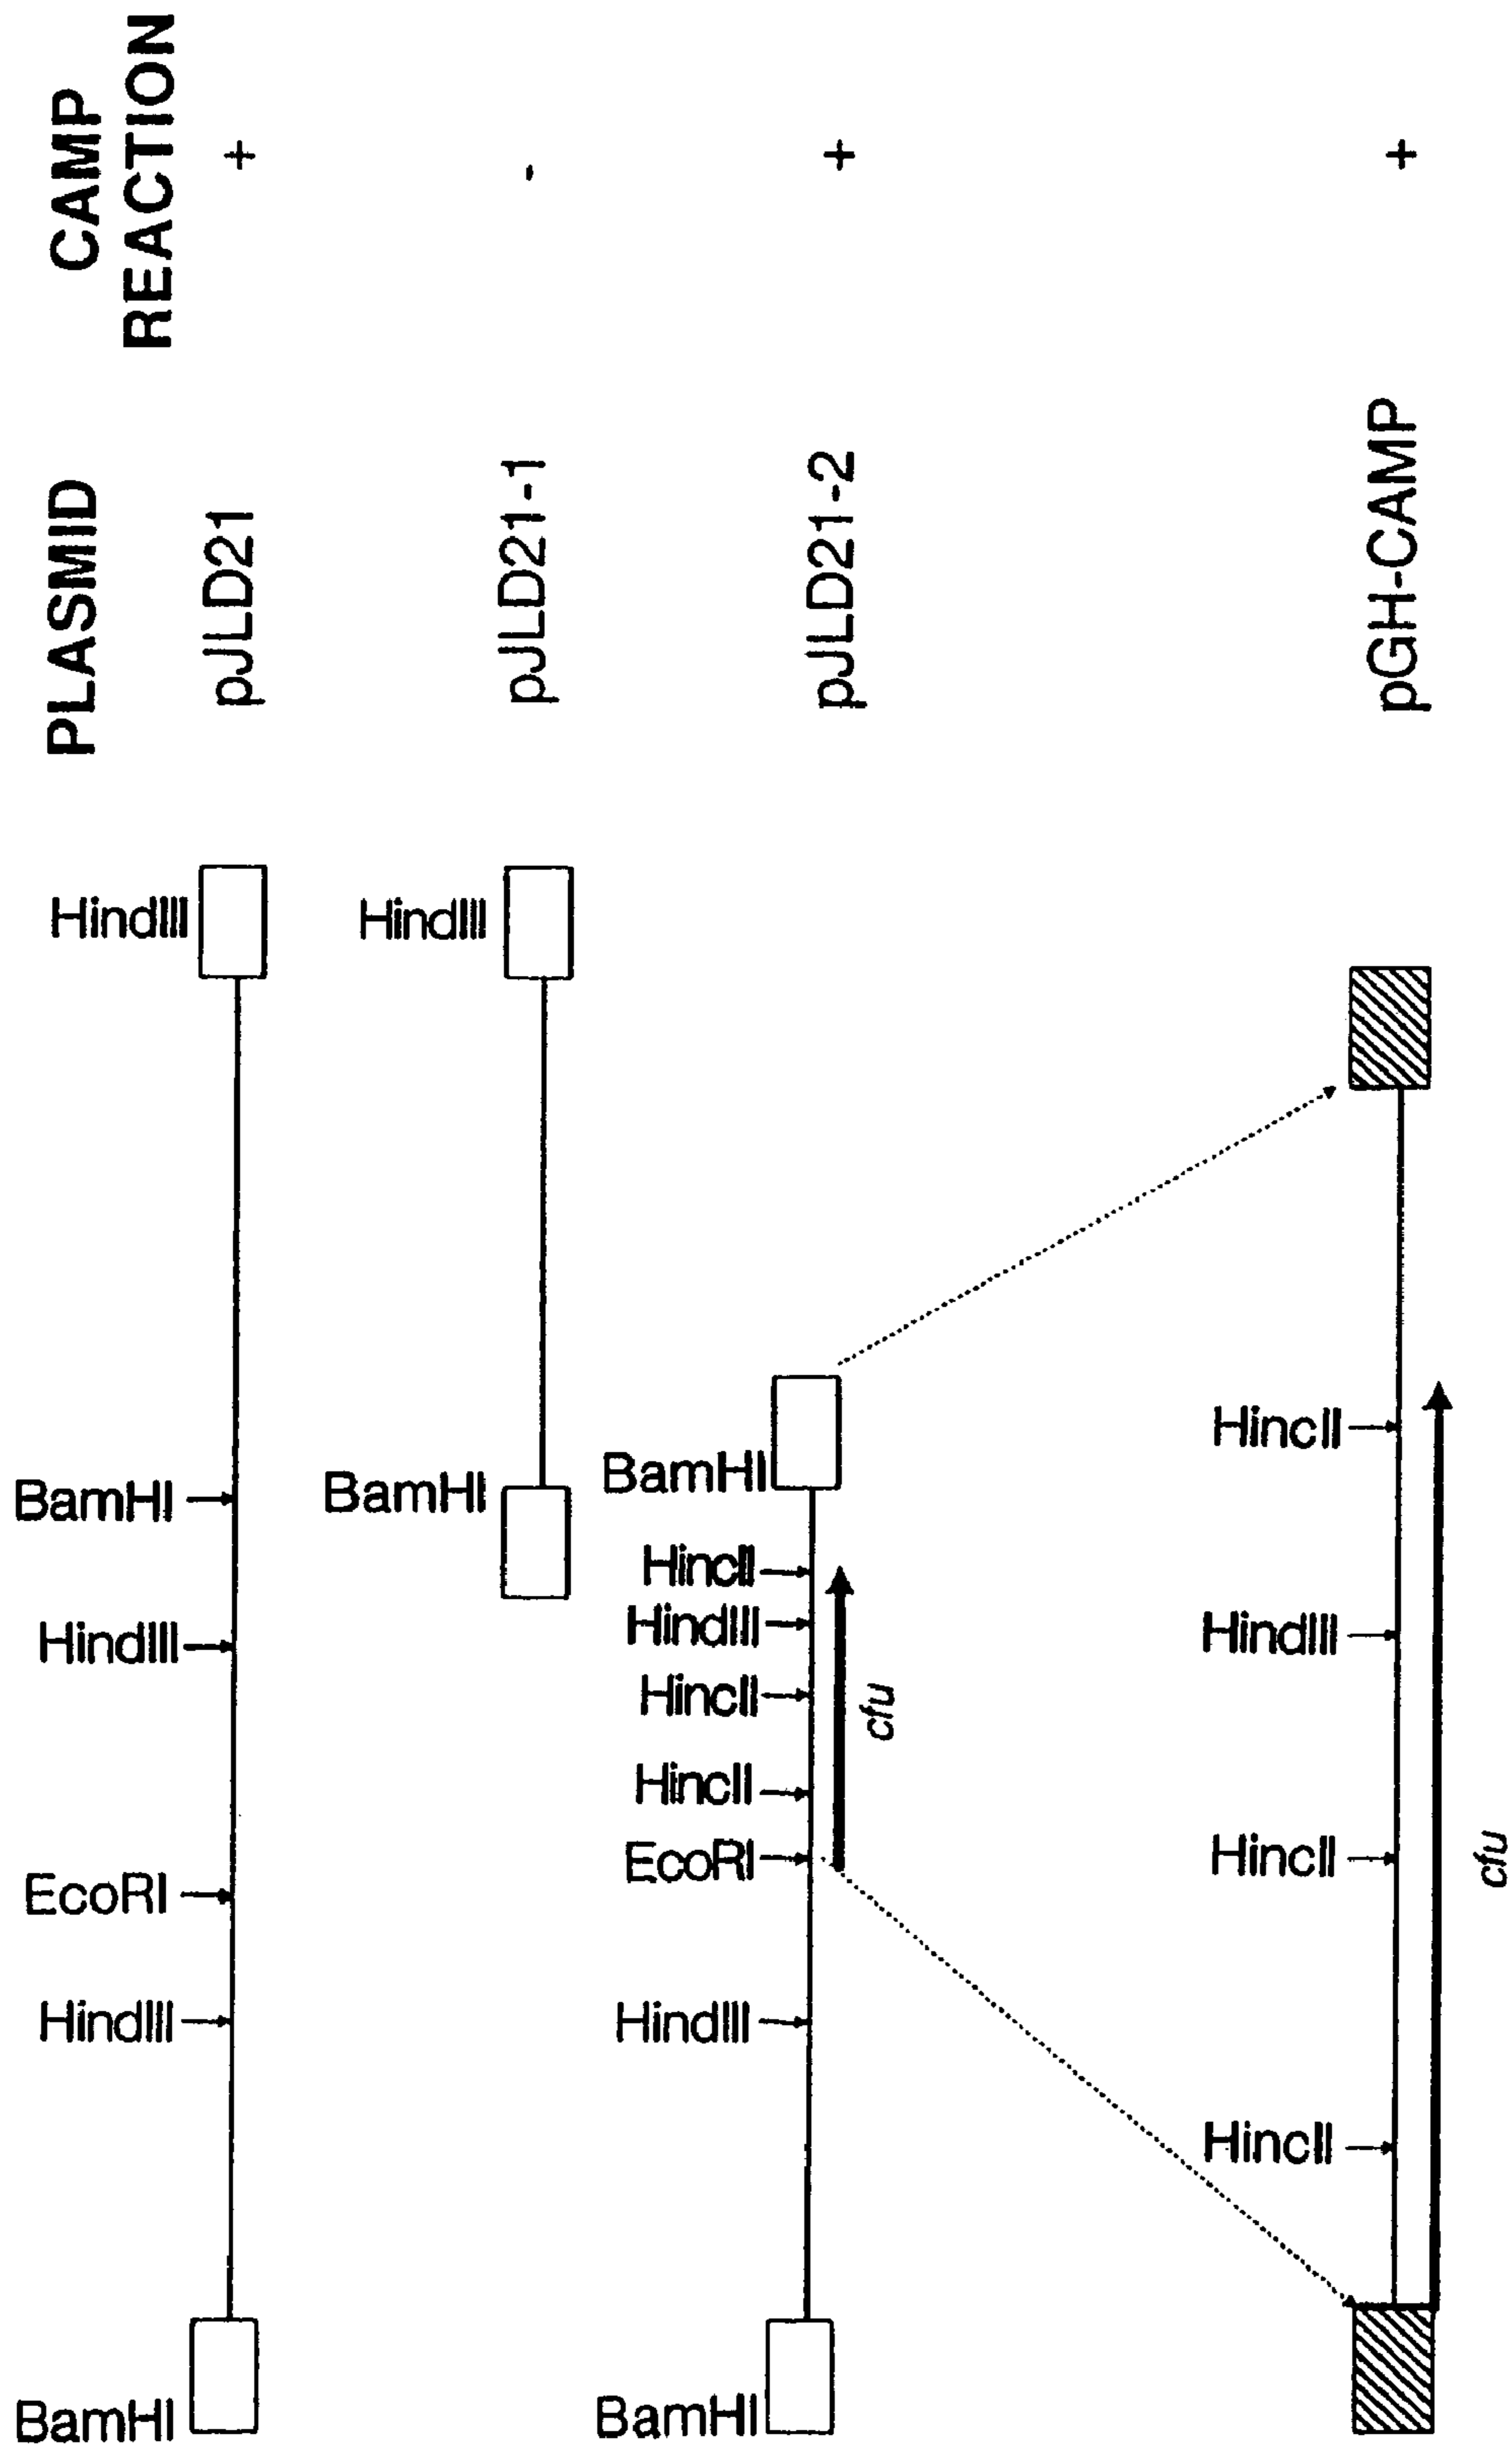 PLASMID
CAMP
REACTION
BamHI HindIII EcoRI HindIII BamHI HindIII pJLD21 +
BamHI HindIII pJLD21-1 -
BamHI HindIII EcoRI HincII HincII HindIII HincII BamHI pJLD21-2 +
cfu
HincII HincII HindIII HincII pGH-CAMP +
cfu